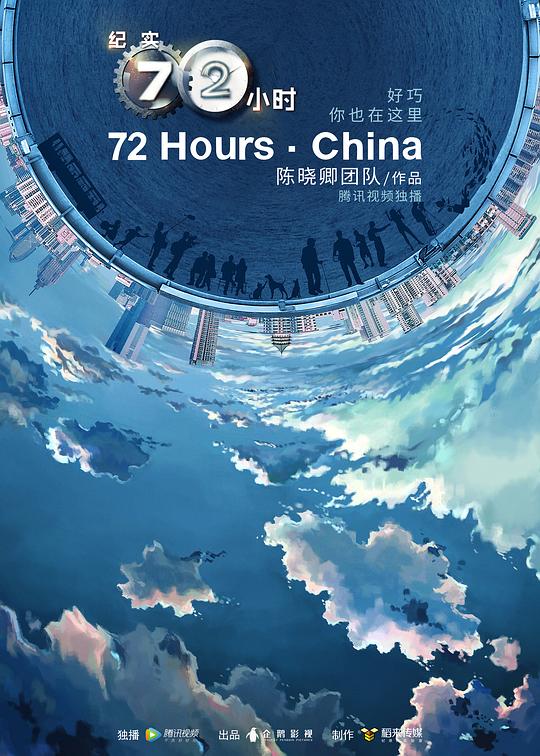 纪实
72小时
好巧
你也在这里
72 Hours · China
陈晓卿团队/作品
腾讯视频独播
独播 腾讯视频 出品 企鹅影视 制作 稻来传媒